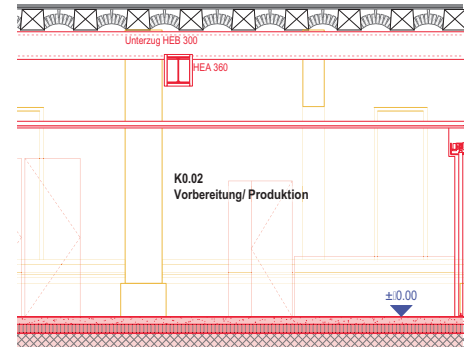 Unterzug HEB 300
HEA 360
K0.02
Vorbereitung/ Produktion
±0.00